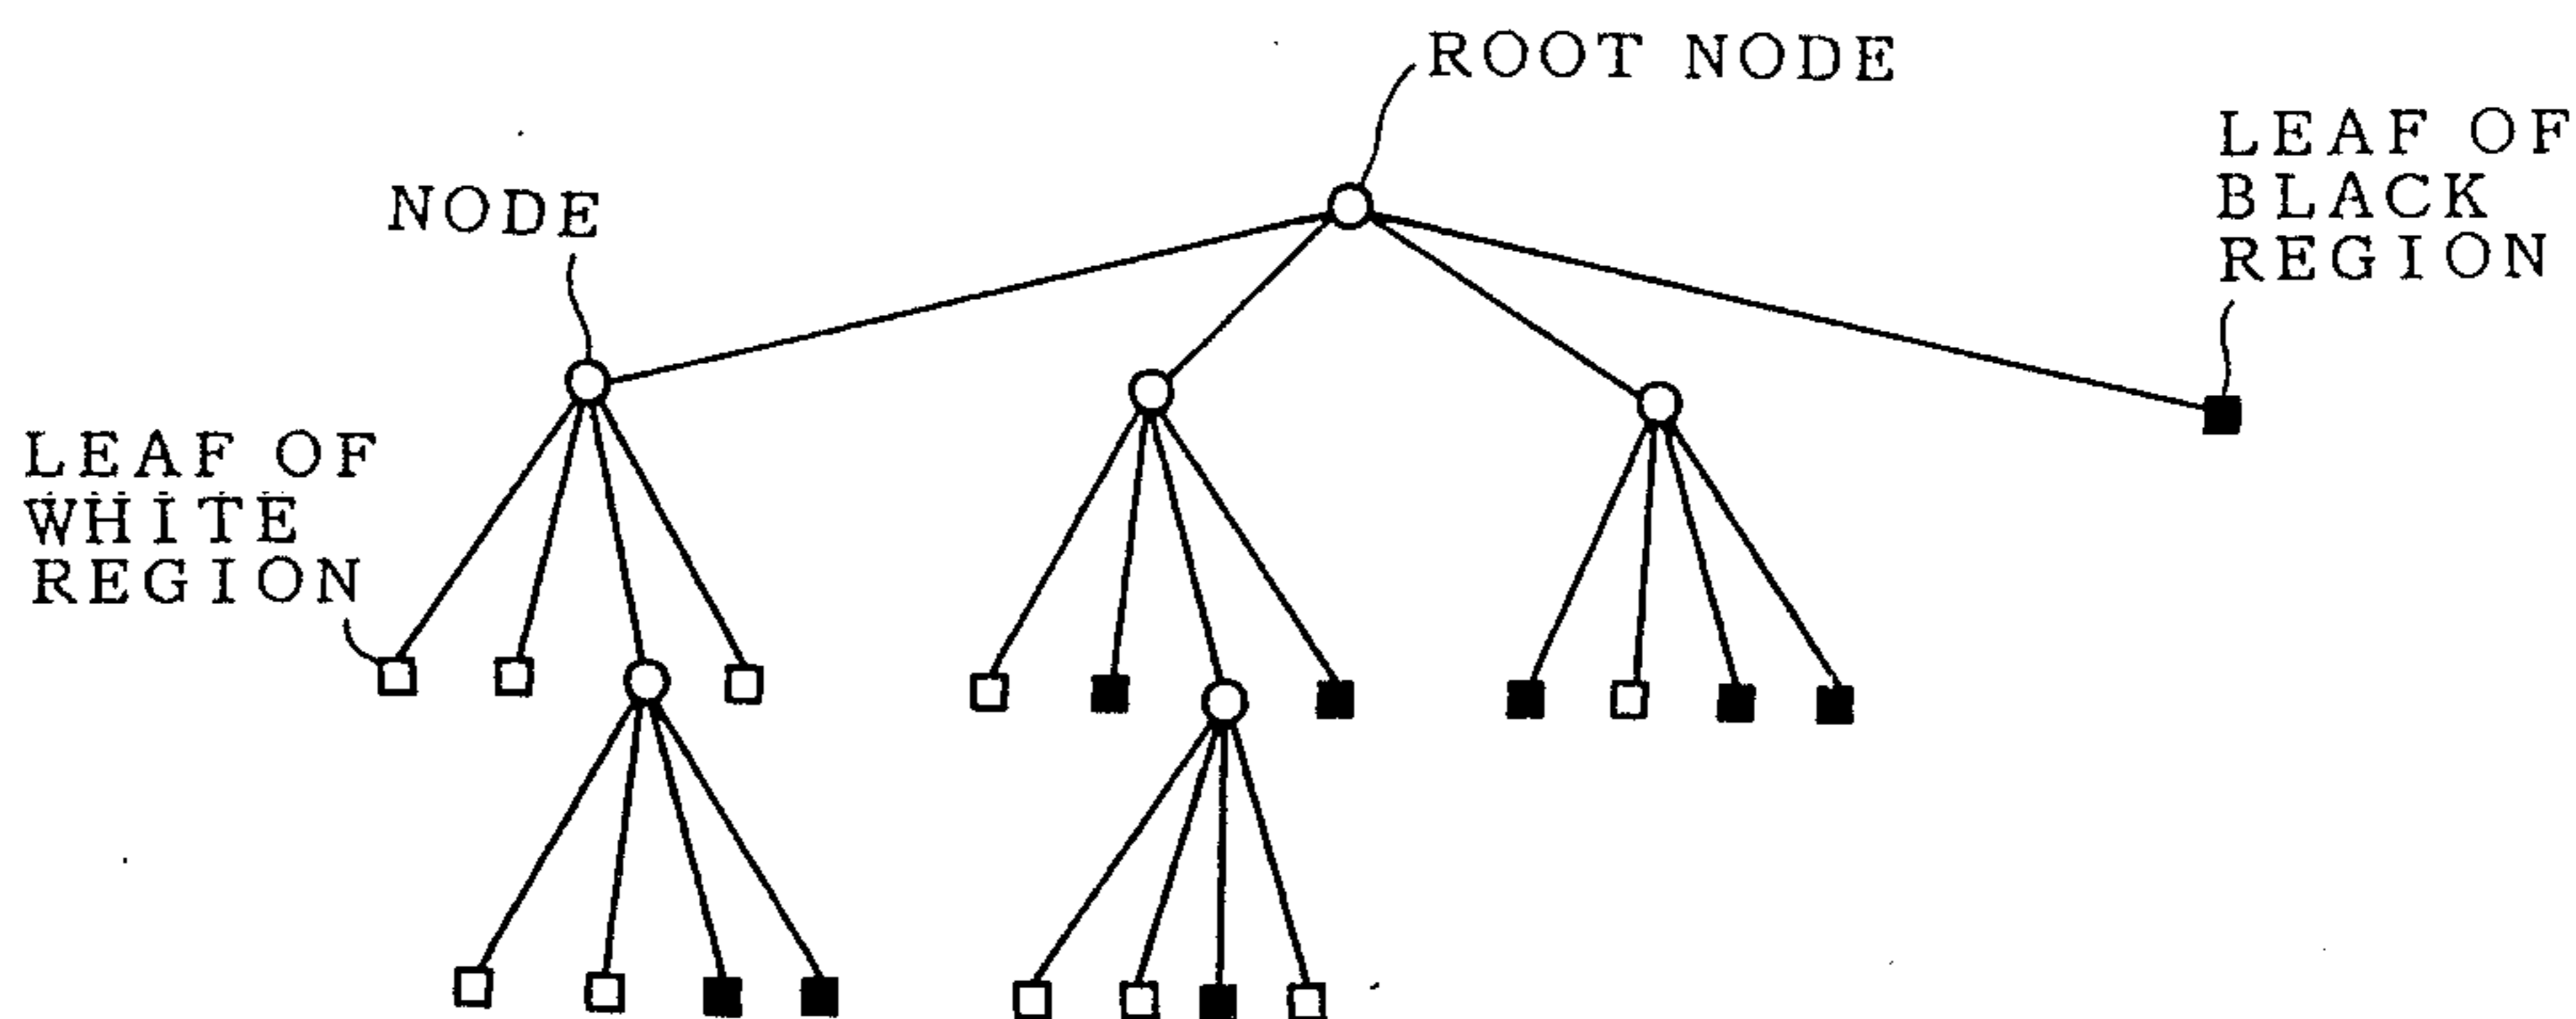 ROOT NODE
LEAF OF
BLACK
REGION
NODE
LEAF OF
WHITE
REGION